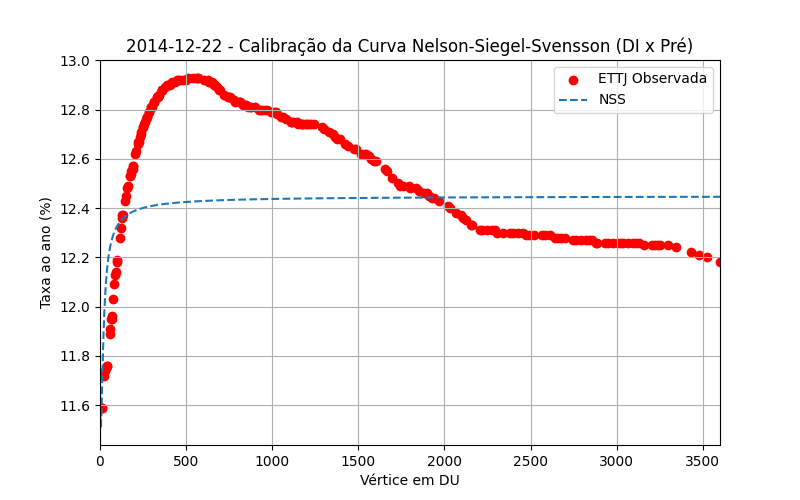 2014-12-22 - Calibração da Curva Nelson-Siegel-Svensson (DI x Pré)
ETTJ Observada
NSS
Taxa ao ano (%)
13.0
12.8
12.6
12.4
12.2
12.0
11.8
11.6
0 500 1000 1500 2000 2500 3000 3500
Vértice em DU